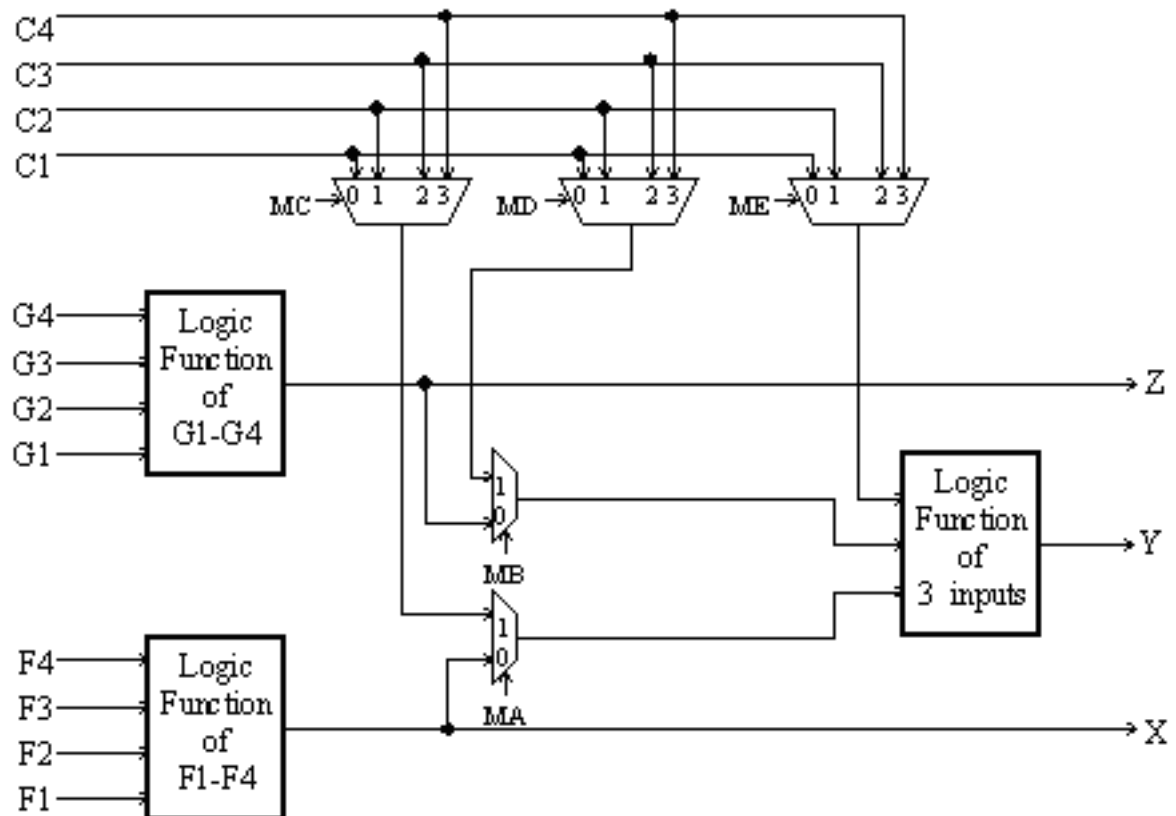 C4
C3
C2
C1
MC
0 1 2 3
MD
0 1 2 3
ME
0 1 2 3
G4
G3
G2
G1
Logic
Function
of
G1-G4
Z
1
0
MB
Logic
Function
of
3 inputs
Y
1
0
MA
F4
F3
F2
F1
Logic
Function
of
F1-F4
X